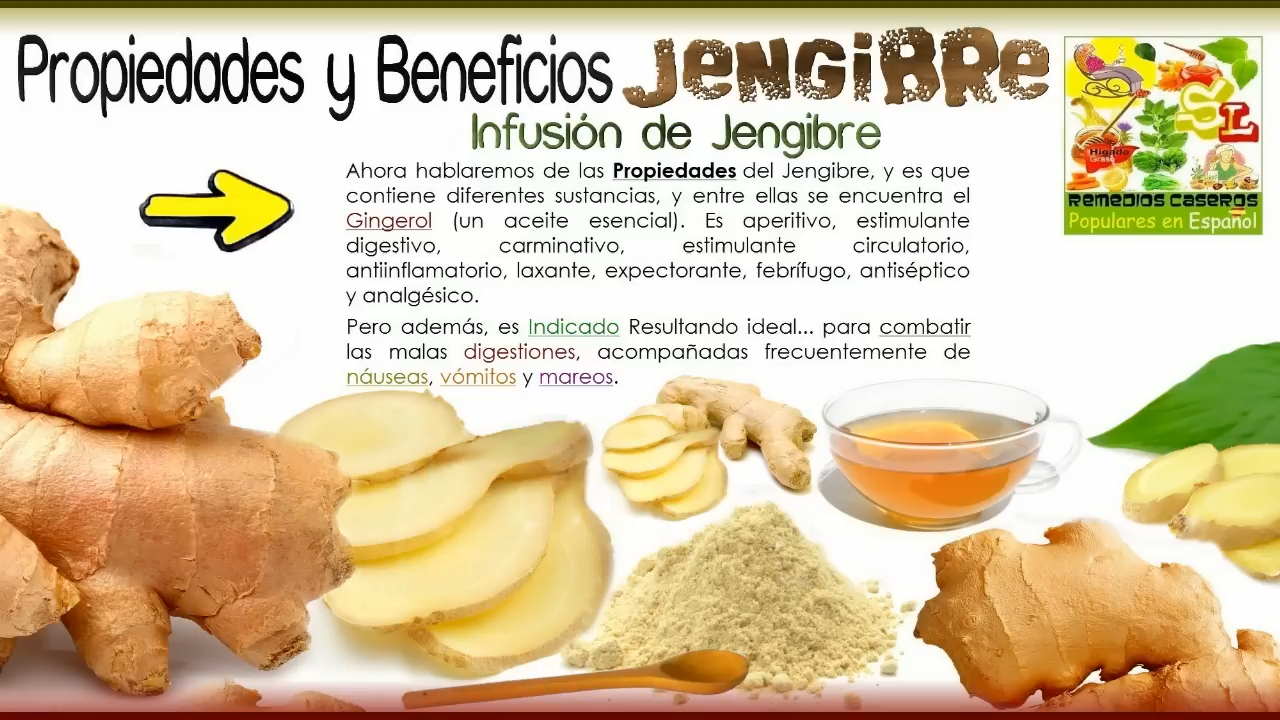 Propiedades y Beneficios JENGIBRE
Infusión de Jengibre
Ahora hablaremos de las Propiedades del Jengibre, y es que
contiene diferentes sustancias, y entre ellas se encuentra el
Gingerol (un aceite esencial). Es aperitivo, estimulante
digestivo, carminativo, estimulante circulatorio,
antiinflamatorio, laxante, expectorante, febrífugo, antiséptico
y analgésico.
Pero además, es Indicado Resultando ideal... para combatir
las malas digestiones, acompañadas frecuentemente de
náuseas, vómitos y mareos.
SL
Hígado
Graso
Remedios Caseros
Populares en Español